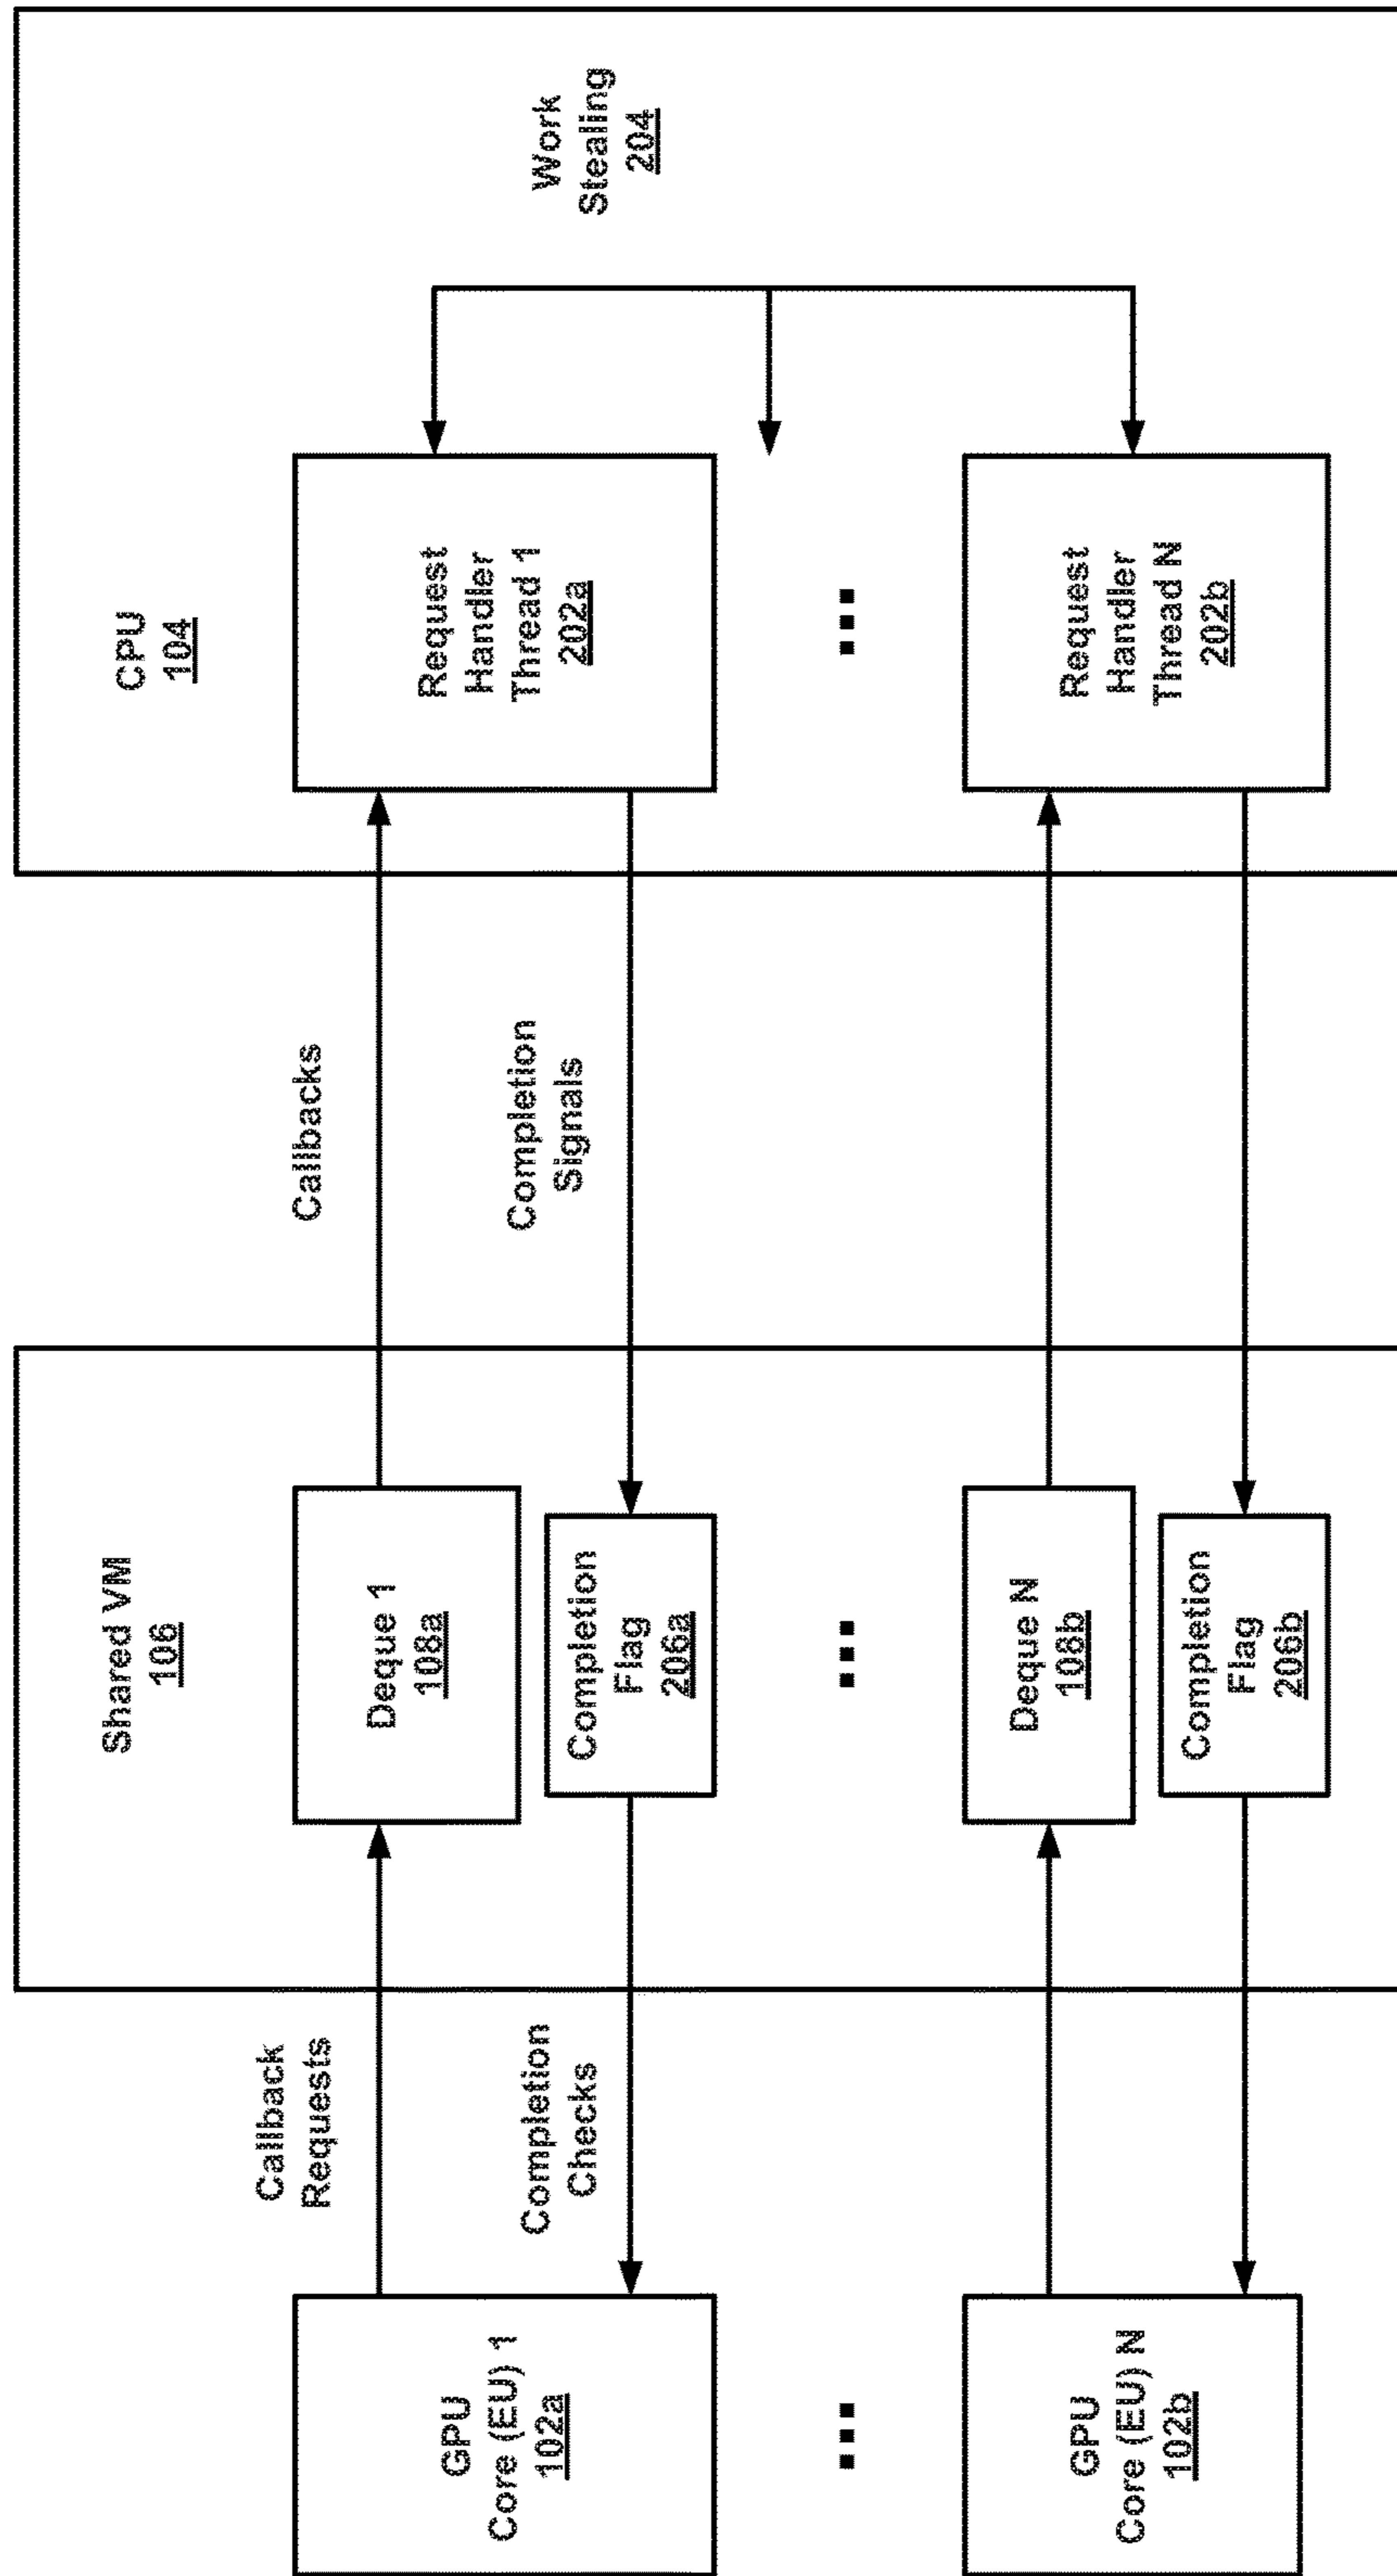 GPU
Core (EU) 1
102a
GPU
Core (EU) N
102b
Callback
Requests
Completion
Checks
Shared VM
106
Deque 1
108a
Completion
Flag
206a
Deque N
108b
Completion
Flag
206b
Callbacks
Completion
Signals
CPU
104
Request
Handler
Thread 1
202a
Request
Handler
Thread N
202b
Work
Stealing
204